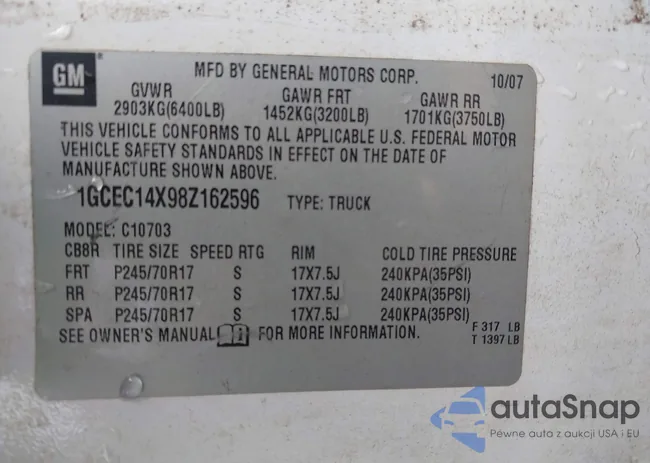 GM
MFD BY GENERAL MOTORS CORP. 10/07
GVWR GAWR FRT GAWR RR
2903KG(6400LB) 1452KG(3200LB) 1701KG(3750LB)
THIS VEHICLE CONFORMS TO ALL APPLICABLE U.S. FEDERAL MOTOR
VEHICLE SAFETY STANDARDS IN EFFECT ON THE DATE OF
MANUFACTURE SHOWN ABOVE.
1GCEC14X98Z162596 TYPE: TRUCK
MODEL: C10703
CB8R TIRE SIZE SPEED RTG RIM COLD TIRE PRESSURE
FRT P245/70R17 S 17X7.5J 240KPA(35PSI)
RR P245/70R17 S 17X7.5J 240KPA(35PSI)
SPA P245/70R17 S 17X7.5J 240KPA(35PSI)
SEE OWNER'S MANUAL FOR MORE INFORMATION.
F 317 LB
T 1397 LB
autaSnap
Pewne auta z aukcji USA i EU